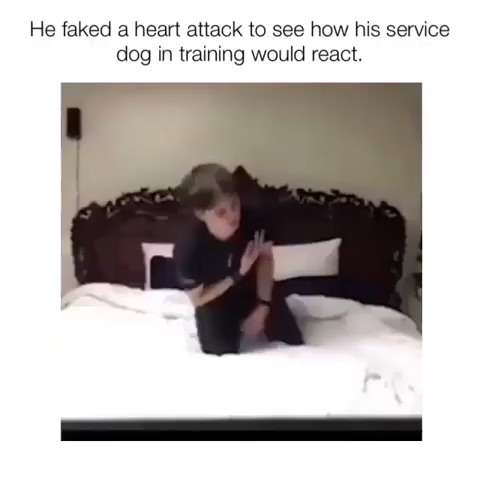 He faked a heart attack to see how his service
dog in training would react.